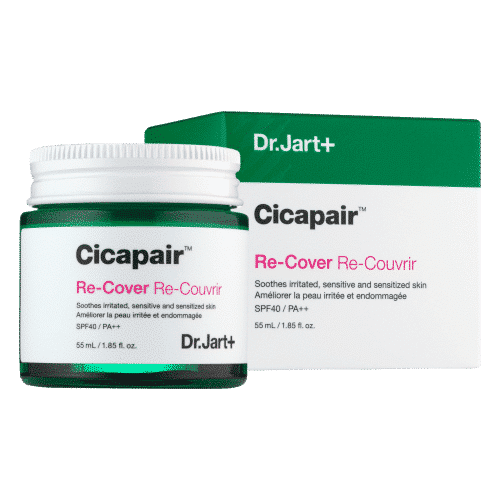 Cicapair™
Re-Cover Re-Couvrir
Soothes irritated, sensitive and sensitized skin
Améliorer la peau irritée et endommagée
SPF40 / PA++
55 mL / 1.85 fl. oz.
Dr.Jart+
Dr.Jart+
Cicapair™
Re-Cover Re-Couvrir
Soothes irritated, sensitive and sensitized skin
Améliorer la peau irritée et endommagée
SPF40 / PA++
55 mL / 1.85 fl. oz.